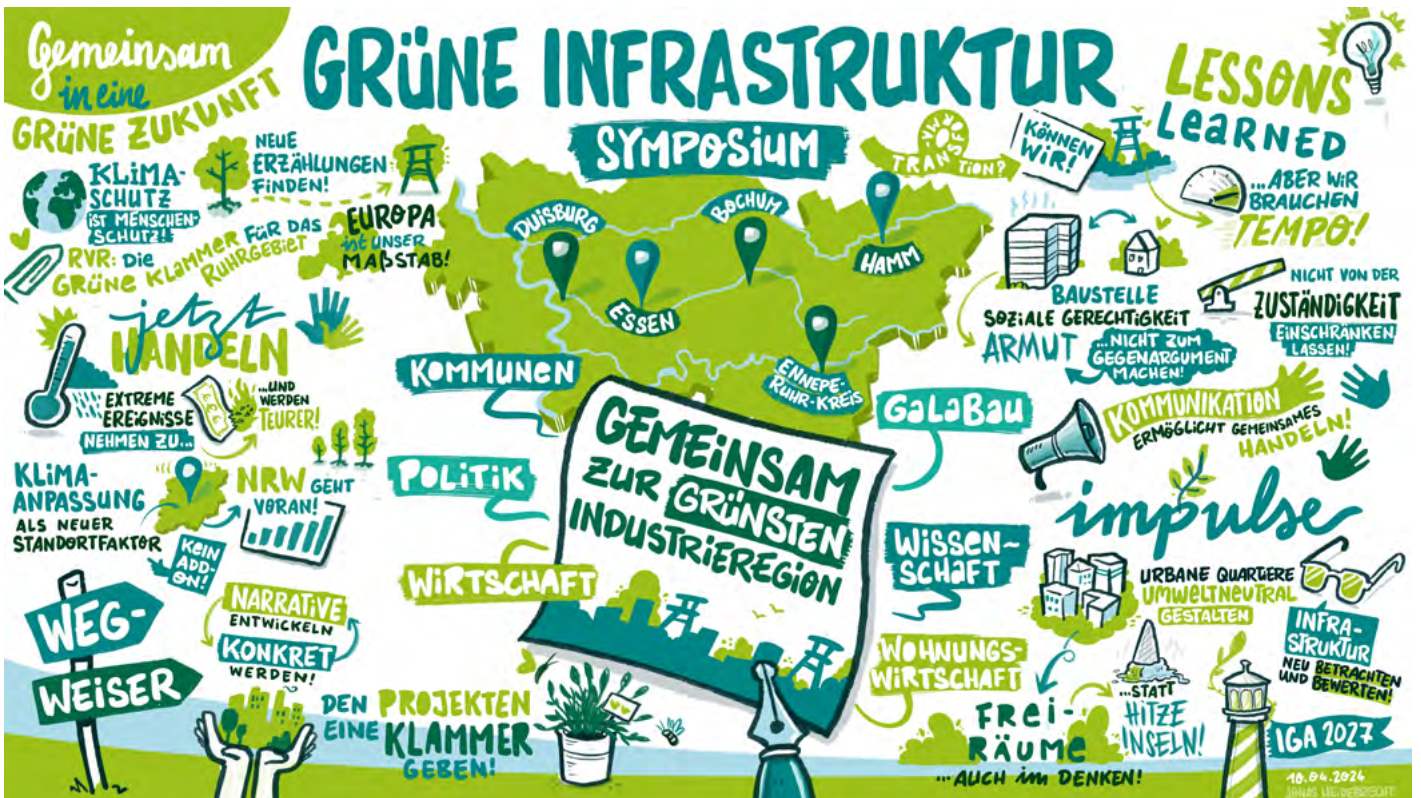 Gemeinsam
in eine
GRÜNE ZUKUNFT
GRÜNE INFRASTRUKTUR
SYMPOSIUM
KLIMA-
SCHUTZ
IST MENSCHEN-
SCHUTZ!
NEUE
ERZÄHLUNGEN
FINDEN!
EUROPA
ist UNSER
MAẞSTAB!
RVR: Die
GRÜNE KLAMMER FÜR DAS
RUHRGEBIET
jetzt
HANDELN
EXTREME
EREIGNISSE
NEHMEN ZU...
...UND
WERDEN
TEURER!
KLIMA-
ANPASSUNG
ALS NEUER
STANDORTFAKTOR
KEIN
ADD-
ON!
NRW GEHT
VORAN!
WEG-
WEISER
NARRATIVE
ENTWICKELN
KONKRET
WERDEN!
DEN PROJEKTEN
EINE KLAMMER
GEBEN!
DUISBURG
ESSEN
BOCHUM
HAMM
ENNEPE-
RUHR-KREIS
KOMMUNEN
POLITIK
WIRTSCHAFT
GEMEINSAM
ZUR GRÜNSTEN
INDUSTRIEREGION
GaLaBau
WISSEN-
SCHAFT
WOHNUNGS-
WIRTSCHAFT
TRANSFORMATION?
KÖNNEN
WIR!
LESSONS
LeaRNED
...ABER WIR
BRAUCHEN
TEMPO!
BAUSTELLE
SOZIALE GERECHTIGKEIT
ARMUT
...NICHT ZUM
GEGENARGUMENT
MACHEN!
NICHT VON DER
ZUSTÄNDIGKEIT
EINSCHRÄNKEN
LASSEN!
KOMMUNIKATION
ERMÖGLICHT GEMEINSAMES
HANDELN!
impulse
URBANE QUARTIERE
UMWELTNEUTRAL
GESTALTEN
INFRA-
STRUKTUR
NEU BETRACHTEN
UND BEWERTEN!
FREI-
RÄUME
...AUCH im DENKEN!
...STATT
HITZE
INSELN!
IGA 2027
10.04.2024
JONAS HEIDEBRECHT